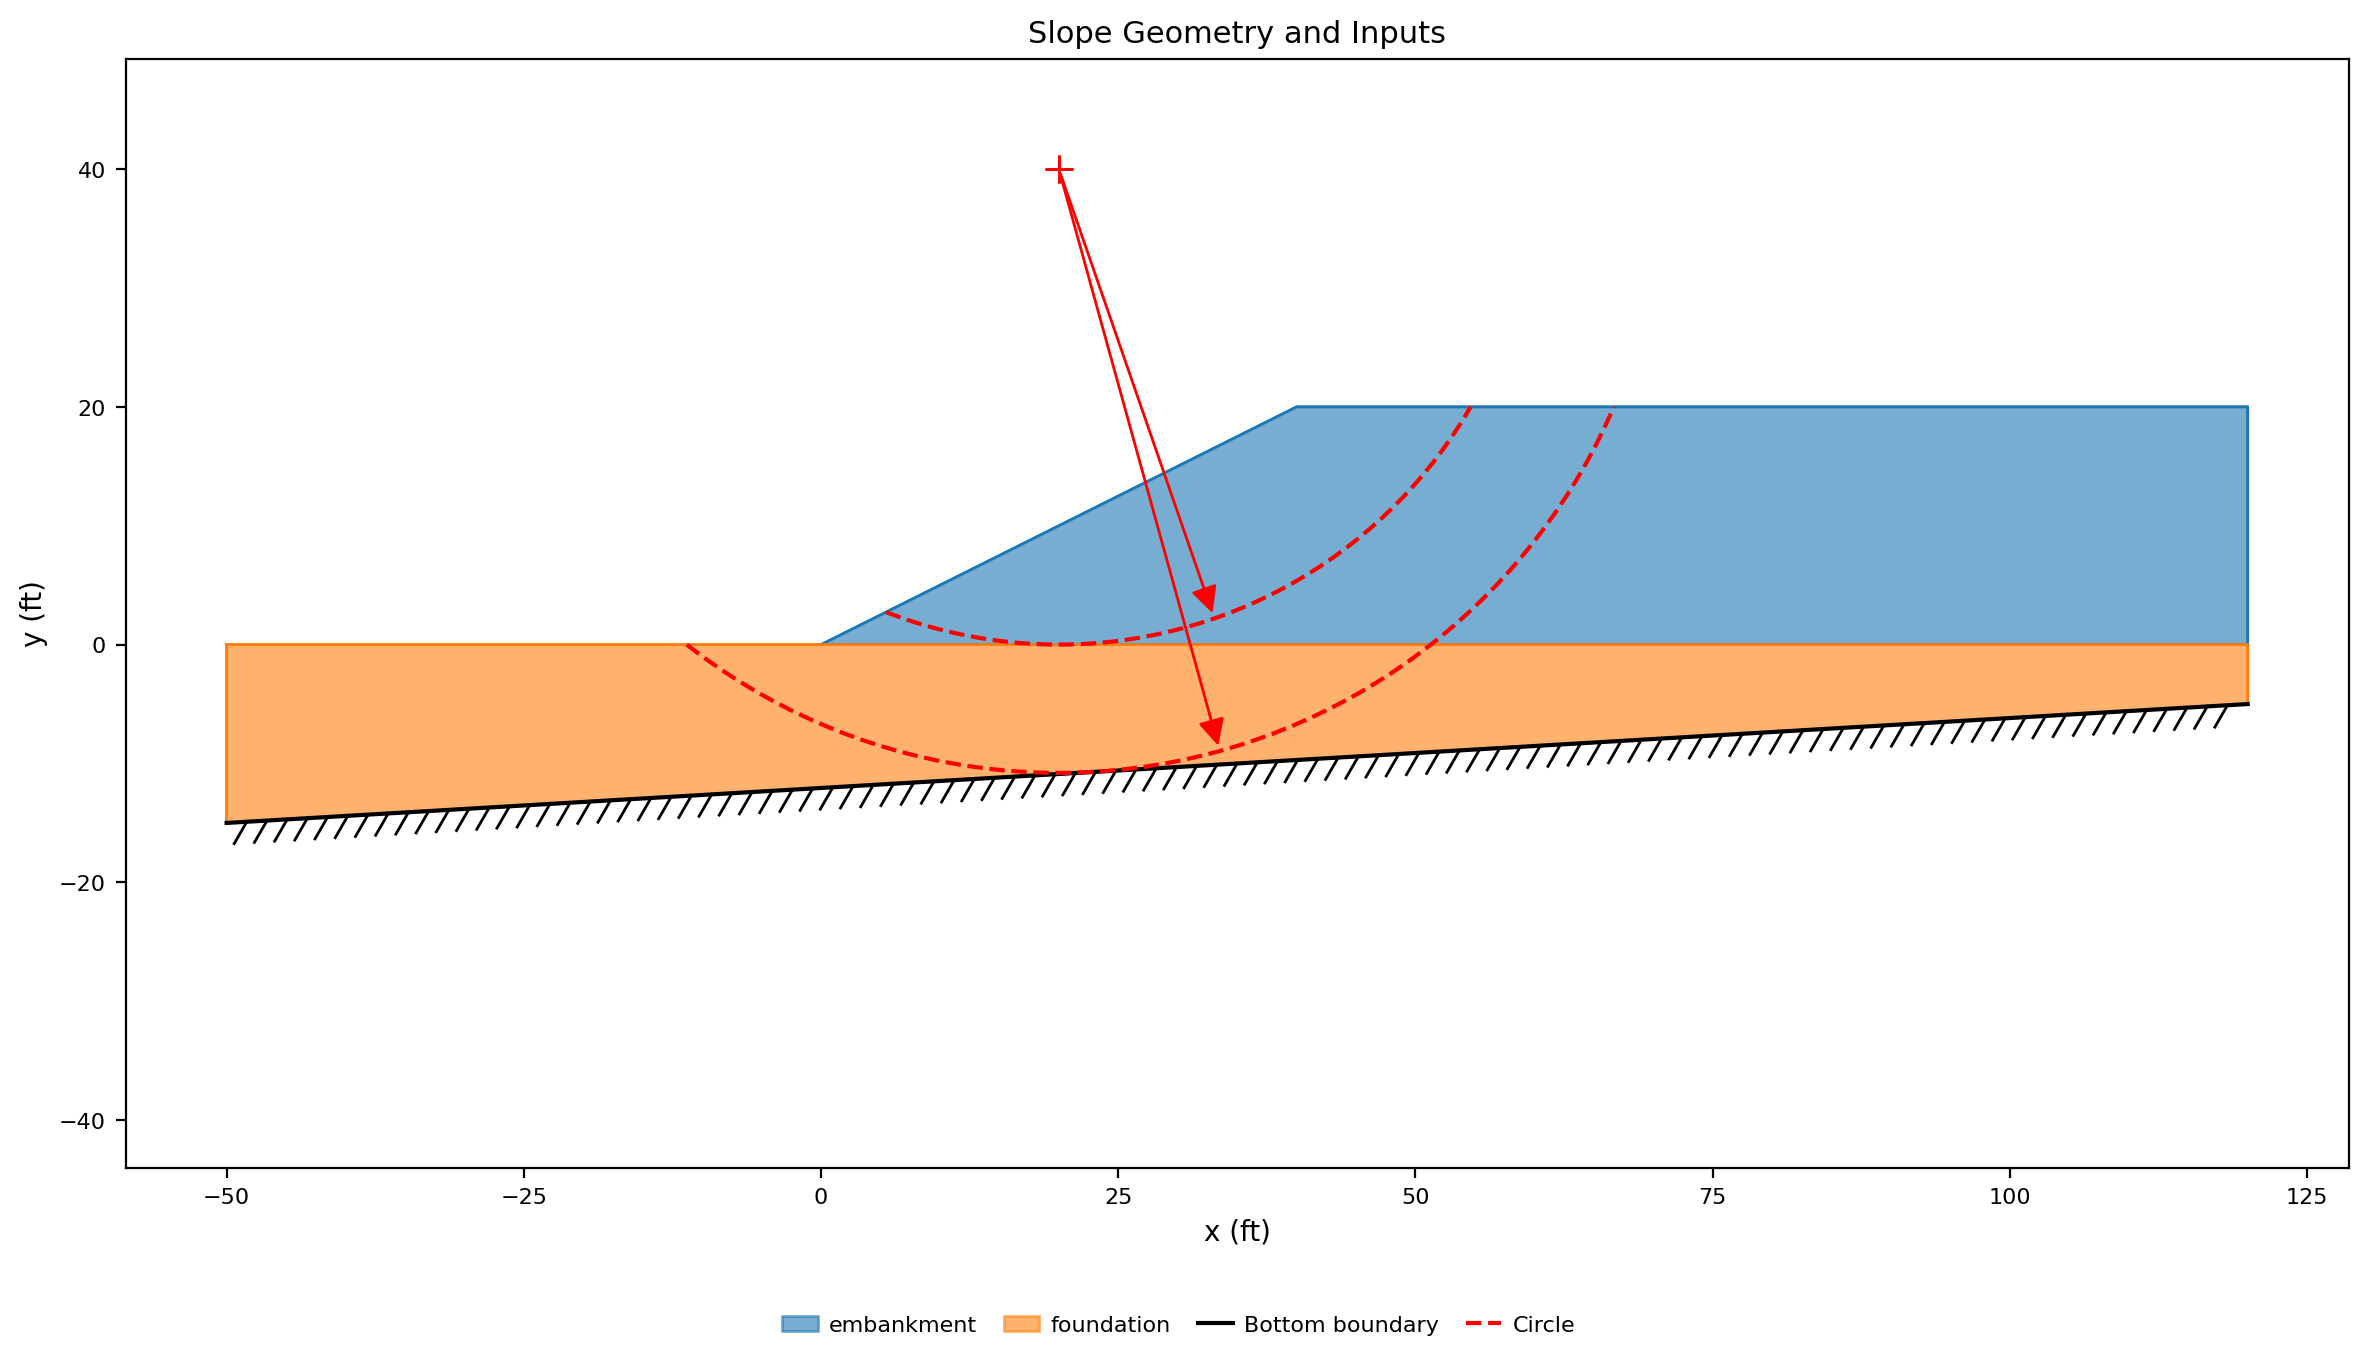 Slope Geometry and Inputs
40
20
0
−20
−40
y (ft)
−50 −25 0 25 50 75 100 125
x (ft)
embankment foundation Bottom boundary Circle